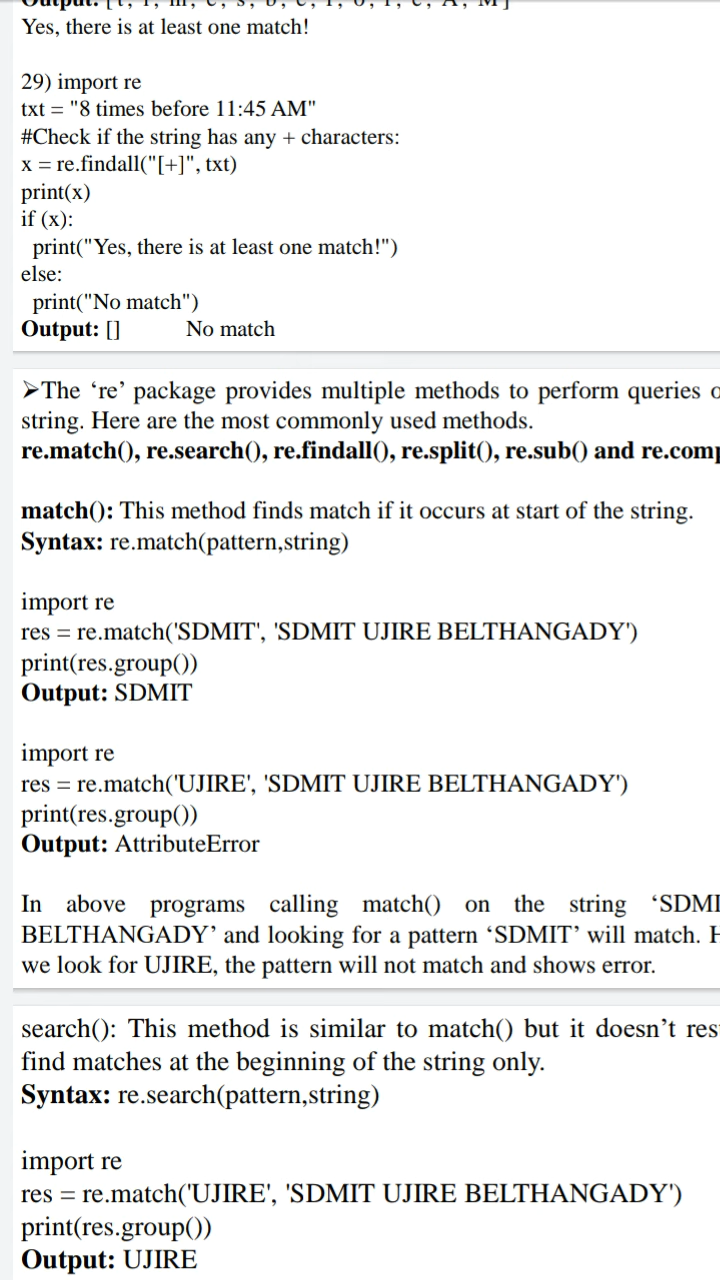 Yes, there is at least one match!
29) import re
txt = "8 times before 11:45 AM"
#Check if the string has any + characters:
x = re.findall("[+]", txt)
print(x)
if (x):
print("Yes, there is at least one match!")
else:
print("No match")
Output: [] No match
➢The ‘re’ package provides multiple methods to perform queries
string. Here are the most commonly used methods.
re.match(), re.search(), re.findall(), re.split(), re.sub() and
match(): This method finds match if it occurs at start of the string.
Syntax: re.match(pattern,string)
import re
res = re.match('SDMIT', 'SDMIT UJIRE BELTHANGADY')
print(res.group())
Output: SDMIT
import re
res = re.match('UJIRE', 'SDMIT UJIRE BELTHANGADY')
print(res.group())
Output: AttributeError
In above programs calling match() on the string
BELTHANGADY’ and looking for a pattern ‘SDMIT’ will match.
we look for UJIRE, the pattern will not match and shows error.
search(): This method is similar to match() but it doesn’t
find matches at the beginning of the string only.
Syntax: re.search(pattern,string)
import re
res = re.match('UJIRE', 'SDMIT UJIRE BELTHANGADY')
print(res.group())
Output: UJIRE